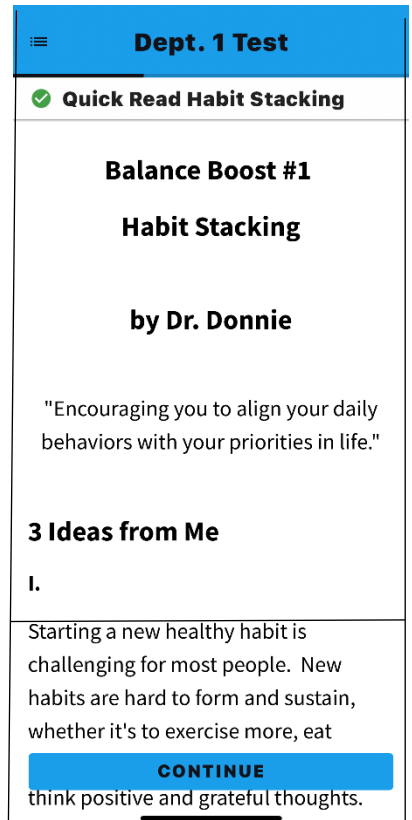 Dept. 1 Test
Quick Read Habit Stacking
Balance Boost #1
Habit Stacking
by Dr. Donnie
"Encouraging you to align your daily
behaviors with your priorities in life."
3 Ideas from Me
I.
Starting a new healthy habit is
challenging for most people.  New
habits are hard to form and sustain,
whether it's to exercise more, eat
CONTINUE
think positive and grateful thoughts.